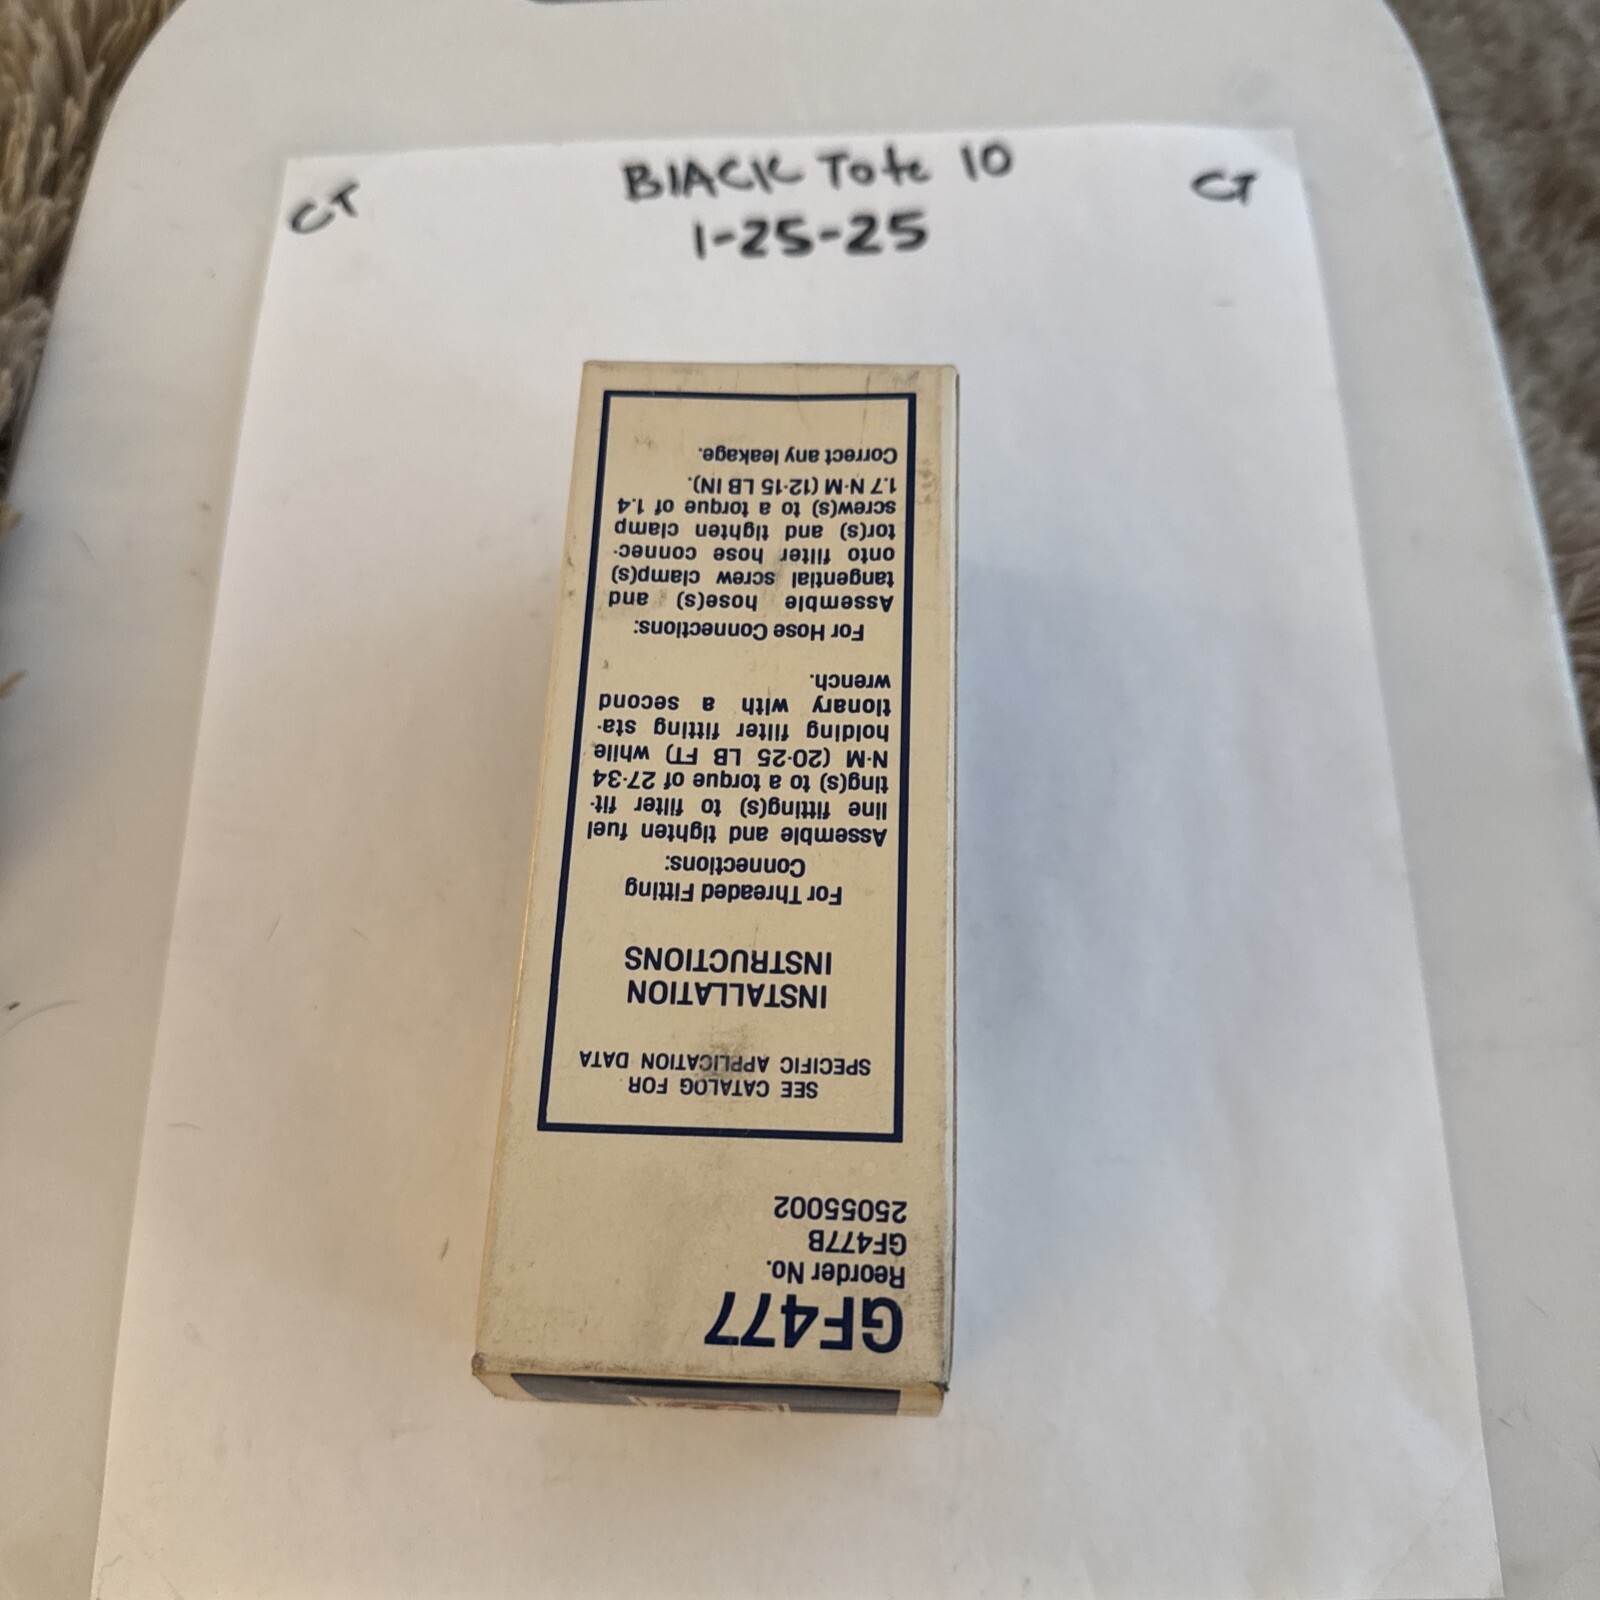 CT
BlACK Tote 10
CT
1-25-25
GF477
Reorder No.
GF477B
25055002
SEE CATALOG FOR
SPECIFIC APPLICATION DATA
INSTALLATION
INSTRUCTIONS
For Threaded Fitting
Connections:
Assemble and tighten fuel
line fitting(s) to filter fit-
ting(s) to a torque of 27-34
N·M (20-25 LB FT) while
holding filter fitting sta-
tionary with a second
wrench.
For Hose Connections:
Assemble hose(s) and
tangential screw clamp(s)
onto filter hose connec-
tor(s) and tighten clamp
screw(s) to a torque of 1.4
1.7 N·M (12-15 LB IN).
Correct any leakage.